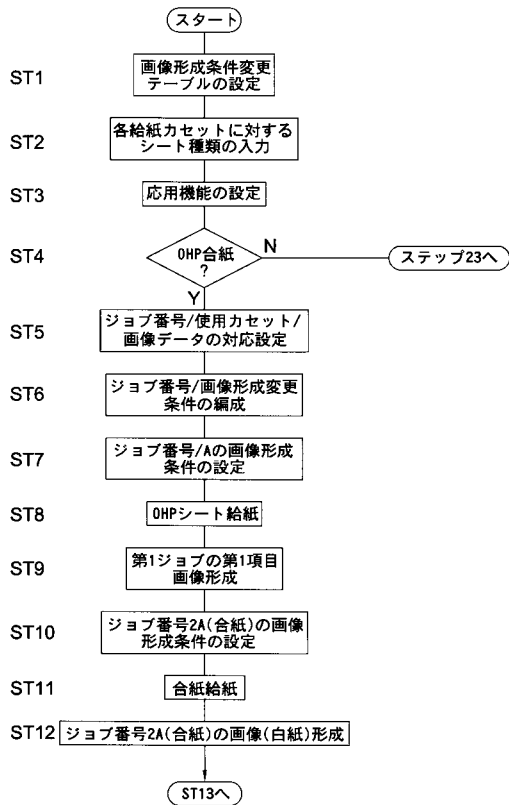 スタート
ST1
画像形成条件変更
テーブルの設定
ST2
各給紙カセットに対する
シート種類の入力
ST3
応用機能の設定
ST4
OHP合紙
?
N
ステップ23へ
Y
ST5
ジョブ番号/使用カセット/
画像データの対応設定
ST6
ジョブ番号/画像形成変更
条件の編成
ST7
ジョブ番号/Aの画像形成
条件の設定
ST8
OHPシート給紙
ST9
第1ジョブの第1項目
画像形成
ST10
ジョブ番号2A(合紙)の画像
形成条件の設定
ST11
合紙給紙
ST12
ジョブ番号2A(合紙)の画像(白紙)形成
ST13へ